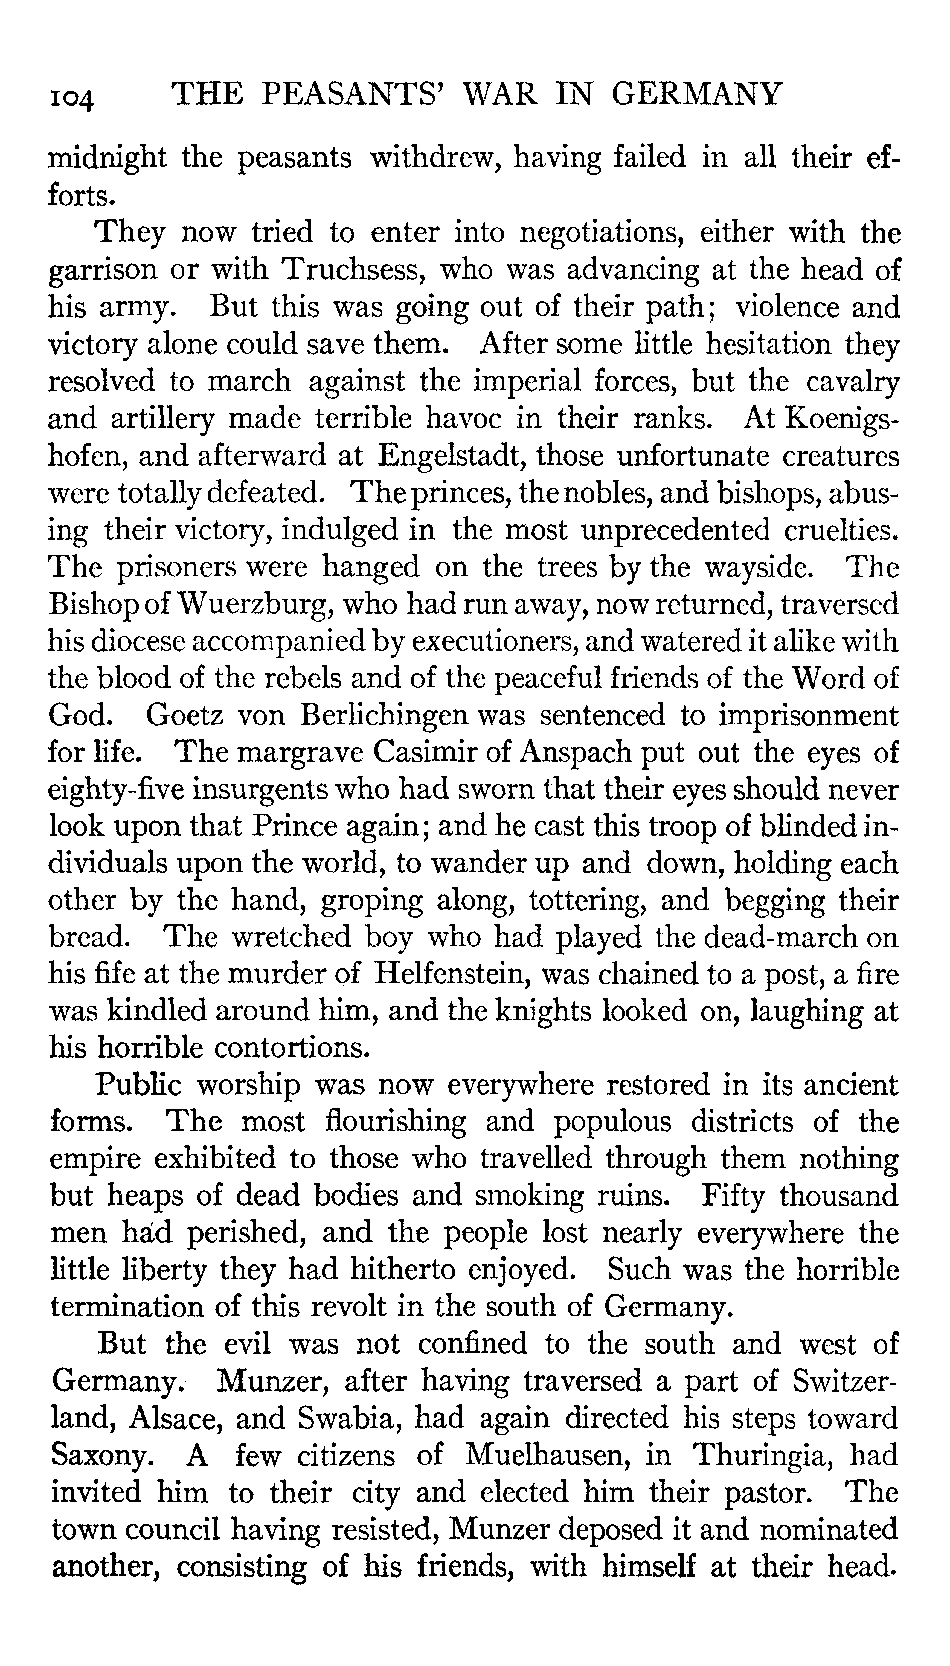 104 THE PEASANTS' WAR IN GERMANY
midnight the peasants withdrew, having failed in all their ef-
forts.
They now tried to enter into negotiations, either with the
garrison or with Truchsess, who was advancing at the head of
his army. But this was going out of their path; violence and
victory alone could save them. After some little hesitation they
resolved to march against the imperial forces, but the cavalry
and artillery made terrible havoc in their ranks. At Koenigs-
hofen, and afterward at Engelstadt, those unfortunate creatures
were totally defeated. The princes, the nobles, and bishops, abus-
ing their victory, indulged in the most unprecedented cruelties.
The prisoners were hanged on the trees by the wayside. The
Bishop of Wuerzburg, who had run away, now returned, traversed
his diocese accompanied by executioners, and watered it alike with
the blood of the rebels and of the peaceful friends of the Word of
God. Goetz von Berlichingen was sentenced to imprisonment
for life. The margrave Casimir of Anspach put out the eyes of
eighty-five insurgents who had sworn that their eyes should never
look upon that Prince again; and he cast this troop of blinded in-
dividuals upon the world, to wander up and down, holding each
other by the hand, groping along, tottering, and begging their
bread. The wretched boy who had played the dead-march on
his fife at the murder of Helfenstein, was chained to a post, a fire
was kindled around him, and the knights looked on, laughing at
his horrible contortions.
Public worship was now everywhere restored in its ancient
forms. The most flourishing and populous districts of the
empire exhibited to those who travelled through them nothing
but heaps of dead bodies and smoking ruins. Fifty thousand
men had perished, and the people lost nearly everywhere the
little liberty they had hitherto enjoyed. Such was the horrible
termination of this revolt in the south of Germany.
But the evil was not confined to the south and west of
Germany. Munzer, after having traversed a part of Switzer-
land, Alsace, and Swabia, had again directed his steps toward
Saxony. A few citizens of Muelhausen, in Thuringia, had
invited him to their city and elected him their pastor. The
town council having resisted, Munzer deposed it and nominated
another, consisting of his friends, with himself at their head.